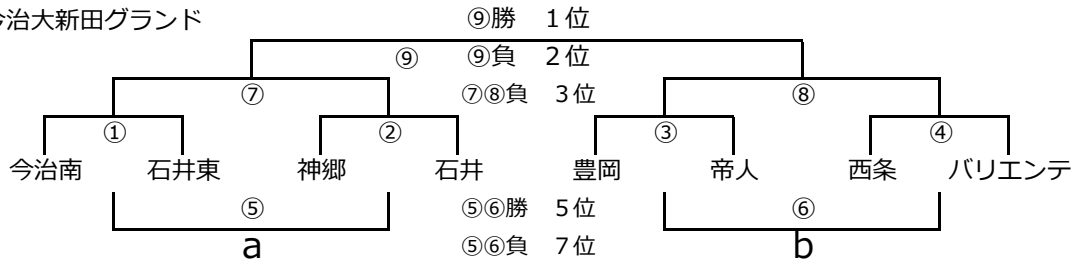 治大新田グランド ⑨勝 1位
⑨ ⑨負 2位
⑦ ⑦⑧負 3位 ⑧
① ② ③ ④
今治南 石井東 神郷 石井 豊岡 帝人 西条 バリエンテ
⑤ ⑤⑥勝 5位 ⑥
a ⑤⑥負 7位 b